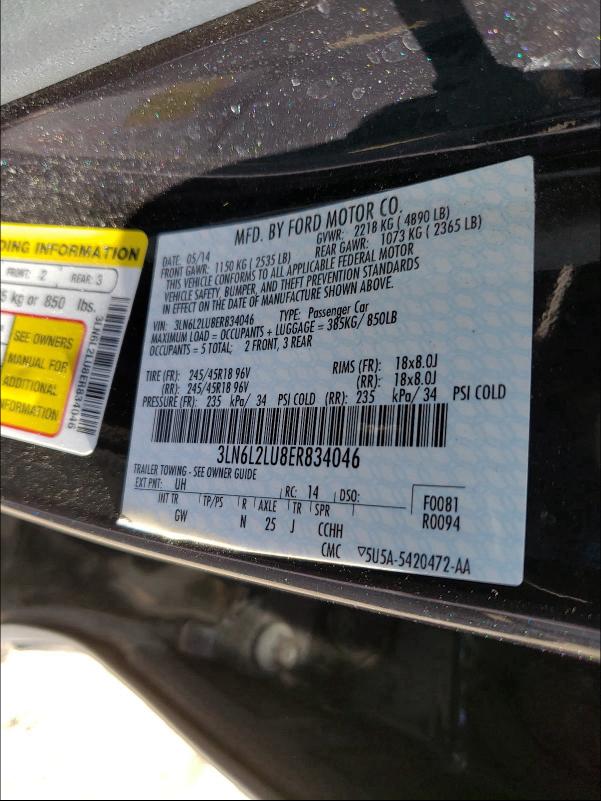 DING INFORMATION
FRONT: 2 REAR: 3
5 kg or 850 lbs.
SEE OWNERS
MANUAL FOR
ADDITIONAL
INFORMATION
3LN6L2LU8ER834046
MFD. BY FORD MOTOR CO.
DATE: 05/14 GVWR: 2218 KG ( 4890 LB)
FRONT GAWR: 1150 KG ( 2535 LB) REAR GAWR: 1073 KG ( 2365 LB)
THIS VEHICLE CONFORMS TO ALL APPLICABLE FEDERAL MOTOR
VEHICLE SAFETY, BUMPER, AND THEFT PREVENTION STANDARDS
IN EFFECT ON THE DATE OF MANUFACTURE SHOWN ABOVE.
VIN: 3LN6L2LU8ER834046 TYPE: Passenger Car
MAXIMUM LOAD = OCCUPANTS + LUGGAGE = 385KG/ 850LB
OCCUPANTS = 5 TOTAL; 2 FRONT, 3 REAR
TIRE (FR): 245/45R18 96V RIMS (FR): 18x8.0J
(RR): 245/45R18 96V (RR): 18x8.0J
PRESSURE (FR): 235 kPa/ 34 PSI COLD (RR): 235 kPa/ 34 PSI COLD
3LN6L2LU8ER834046
TRAILER TOWING - SEE OWNER GUIDE
EXT PNT: UH RC: 14 DSO:
INT TR TP/PS R AXLE TR SPR
GW N 25 J CCHH
F0081
R0094
CMC ▽5U5A-5420472-AA